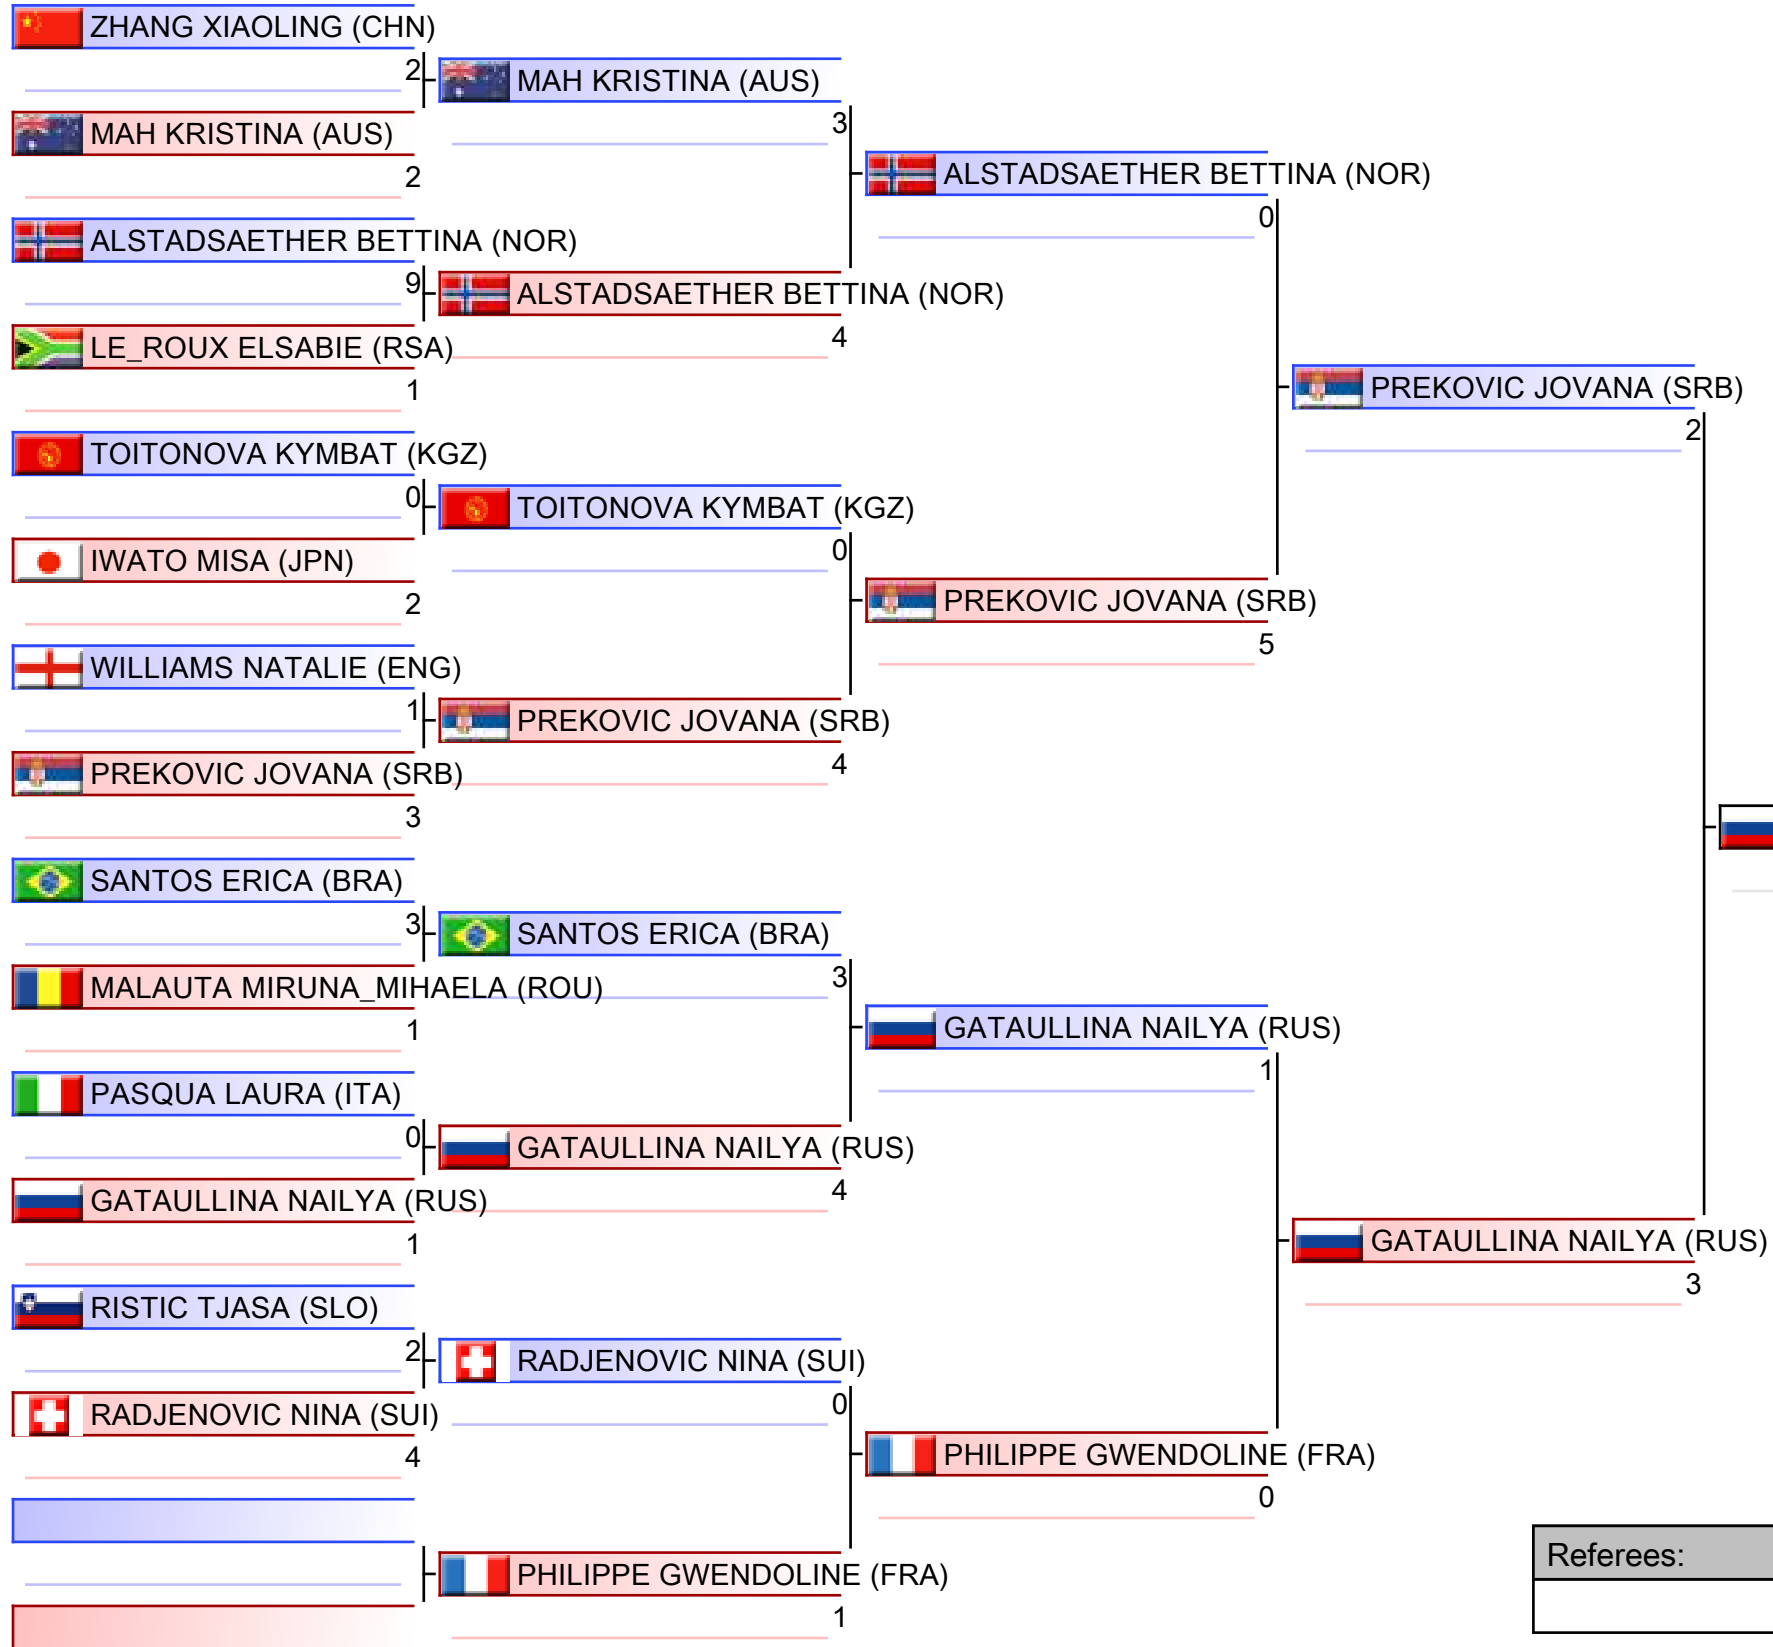 ZHANG XIAOLING (CHN)
2
MAH KRISTINA (AUS)
2
ALSTADSAETHER BETTINA (NOR)
9
LE_ROUX ELSABIE (RSA)
1
TOITONOVA KYMBAT (KGZ)
0
IWATO MISA (JPN)
2
WILLIAMS NATALIE (ENG)
1
PREKOVIC JOVANA (SRB)
3
SANTOS ERICA (BRA)
3
MALAUTA MIRUNA_MIHAELA (ROU)
1
PASQUA LAURA (ITA)
0
GATAULLINA NAILYA (RUS)
1
RISTIC TJASA (SLO)
2
RADJENOVIC NINA (SUI)
4
MAH KRISTINA (AUS)
3
ALSTADSAETHER BETTINA (NOR)
4
TOITONOVA KYMBAT (KGZ)
0
PREKOVIC JOVANA (SRB)
4
SANTOS ERICA (BRA)
3
GATAULLINA NAILYA (RUS)
4
RADJENOVIC NINA (SUI)
0
PHILIPPE GWENDOLINE (FRA)
1
ALSTADSAETHER BETTINA (NOR)
0
PREKOVIC JOVANA (SRB)
5
GATAULLINA NAILYA (RUS)
1
PHILIPPE GWENDOLINE (FRA)
0
PREKOVIC JOVANA (SRB)
2
GATAULLINA NAILYA (RUS)
3
Referees: